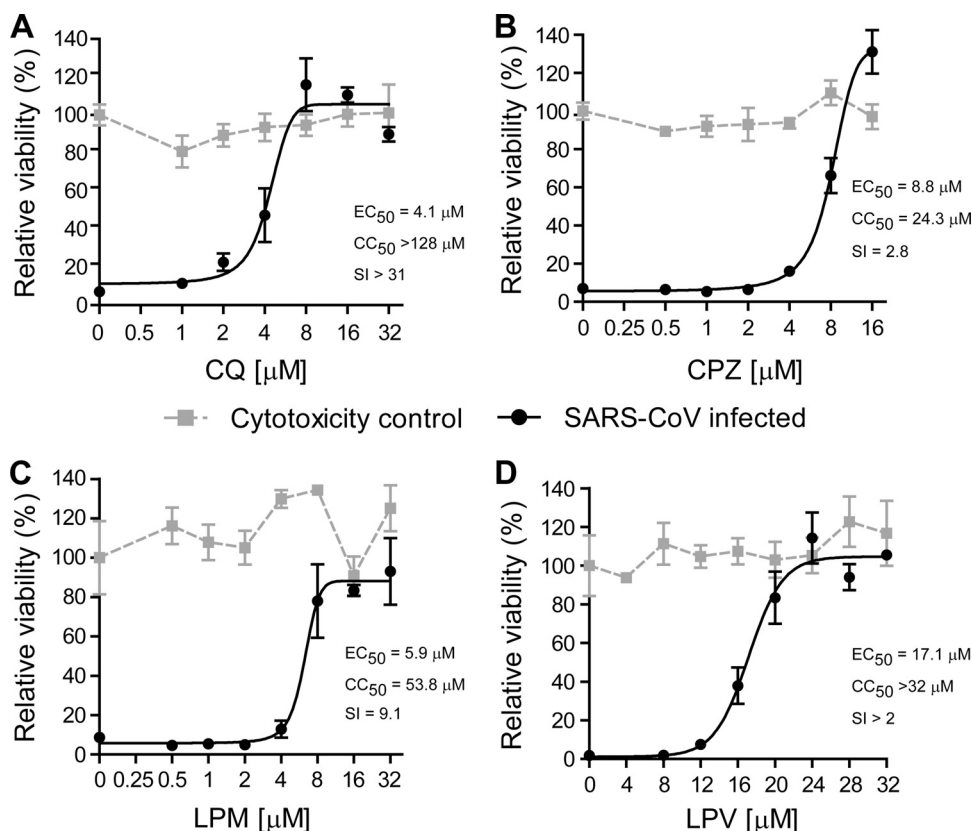 A
Relative viability (%)
140
120
100
80
60
40
20
0
EC50 = 4.1 µM
CC50 >128 µM
SI > 31
0 0.5 1 2 4 8 16 32
CQ [µM]
B
Relative viability (%)
140
120
100
80
60
40
20
0
EC50 = 8.8 µM
CC50 = 24.3 µM
SI = 2.8
0 0.25 0.5 1 2 4 8 16
CPZ [µM]
Cytotoxicity control SARS-CoV infected
C
Relative viability (%)
140
120
100
80
60
40
20
0
EC50 = 5.9 µM
CC50 = 53.8 µM
SI = 9.1
0 0.25 0.5 1 2 4 8 16 32
LPM [µM]
D
Relative viability (%)
140
120
100
80
60
40
20
0
EC50 = 17.1 µM
CC50 >32 µM
SI > 2
0 4 8 12 16 20 24 28 32
LPV [µM]